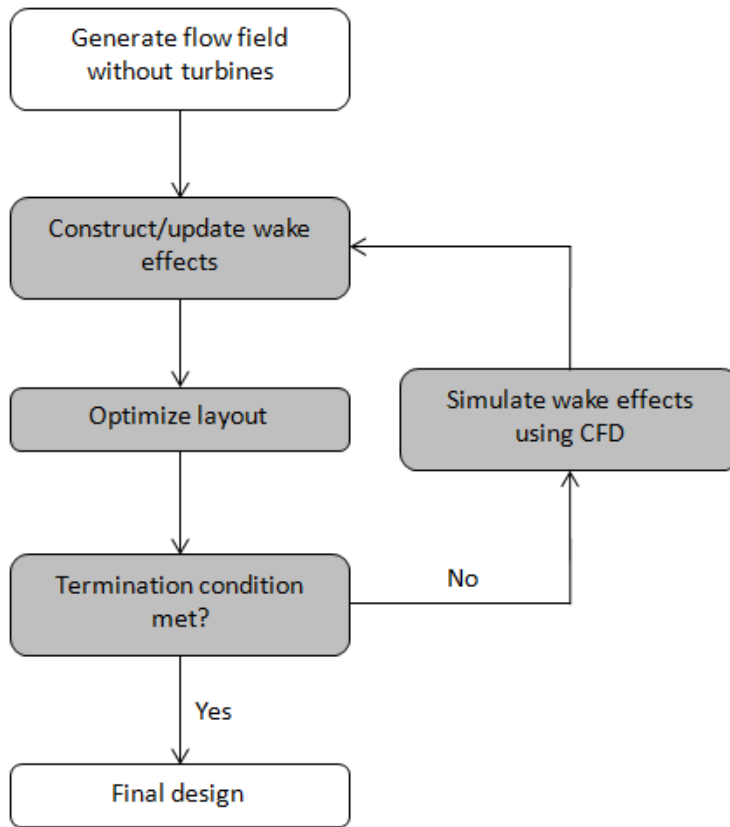 Generate flow field
without turbines
Construct/update wake
effects
Optimize layout
Simulate wake effects
using CFD
Termination condition
met?
No
Yes
Final design